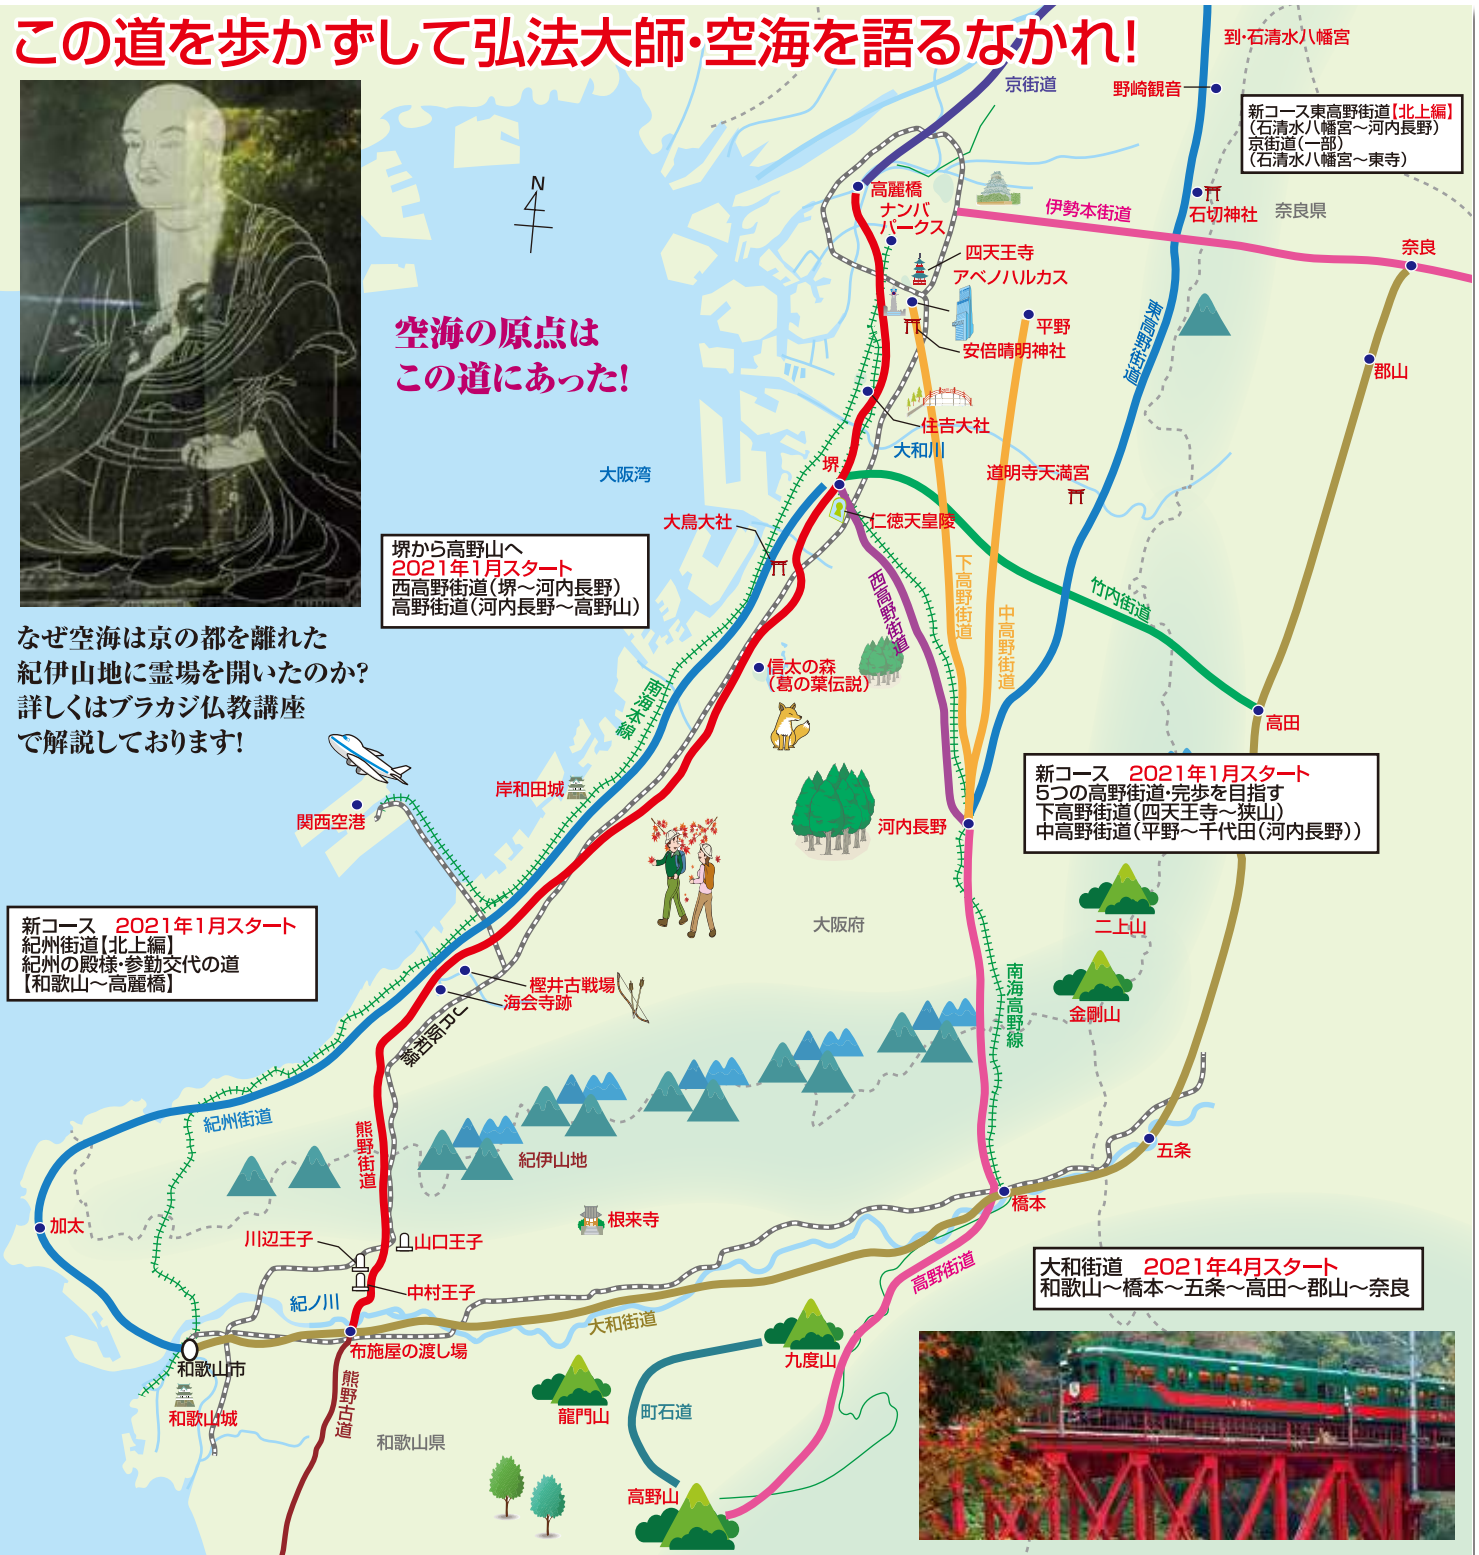 この道を歩かずして弘法大師・空海を語るなかれ!
京街道
到・石清水八幡宮
野崎観音
新コース東高野街道【北上編】
(石清水八幡宮〜河内長野)
京街道(一部)
(石清水八幡宮〜東寺)
N
高麗橋
ナンバ
パークス
伊勢本街道
石切神社
奈良県
奈良
四天王寺
アベノハルカス
平野
安倍晴明神社
東高野街道
郡山
空海の原点は
この道にあった!
住吉大社
大和川
大阪湾
堺
道明寺天満宮
大鳥大社
仁徳天皇陵
堺から高野山へ
2021年1月スタート
西高野街道(堺〜河内長野)
高野街道(河内長野〜高野山)
西高野街道
下高野街道
中高野街道
竹内街道
なぜ空海は京の都を離れた
紀伊山地に霊場を開いたのか?
詳しくはブラカジ仏教講座
で解説しております!
信太の森
(葛の葉伝説)
南海本線
高田
岸和田城
関西空港
新コース 2021年1月スタート
5つの高野街道・完歩を目指す
下高野街道(四天王寺〜狭山)
中高野街道(平野〜千代田(河内長野))
河内長野
大阪府
二上山
新コース 2021年1月スタート
紀州街道【北上編】
紀州の殿様・参勤交代の道
【和歌山〜高麗橋】
樫井古戦場
海会寺跡
JR阪和線
南海高野線
金剛山
紀州街道
熊野街道
紀伊山地
五条
加太
川辺王子
山口王子
根来寺
橋本
中村王子
紀ノ川
高野街道
大和街道 2021年4月スタート
和歌山〜橋本〜五条〜高田〜郡山〜奈良
大和街道
布施屋の渡し場
和歌山市
九度山
熊野古道
和歌山城
龍門山
町石道
和歌山県
高野山